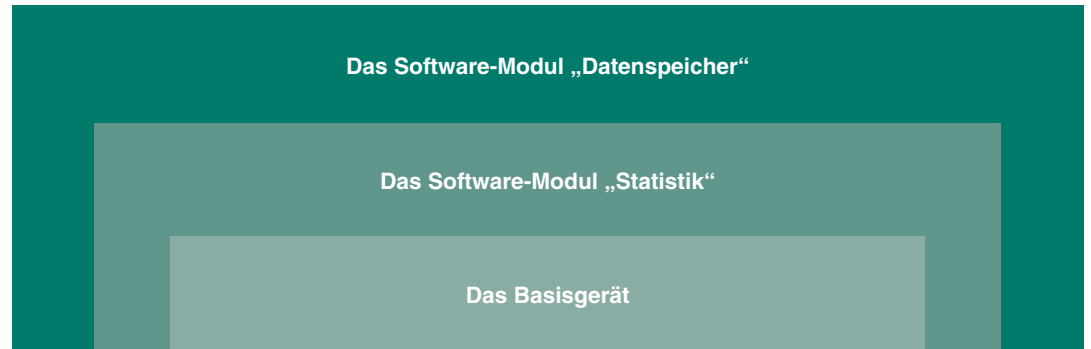 Das Software-Modul „Datenspeicher“
Das Software-Modul „Statistik“
Das Basisgerät